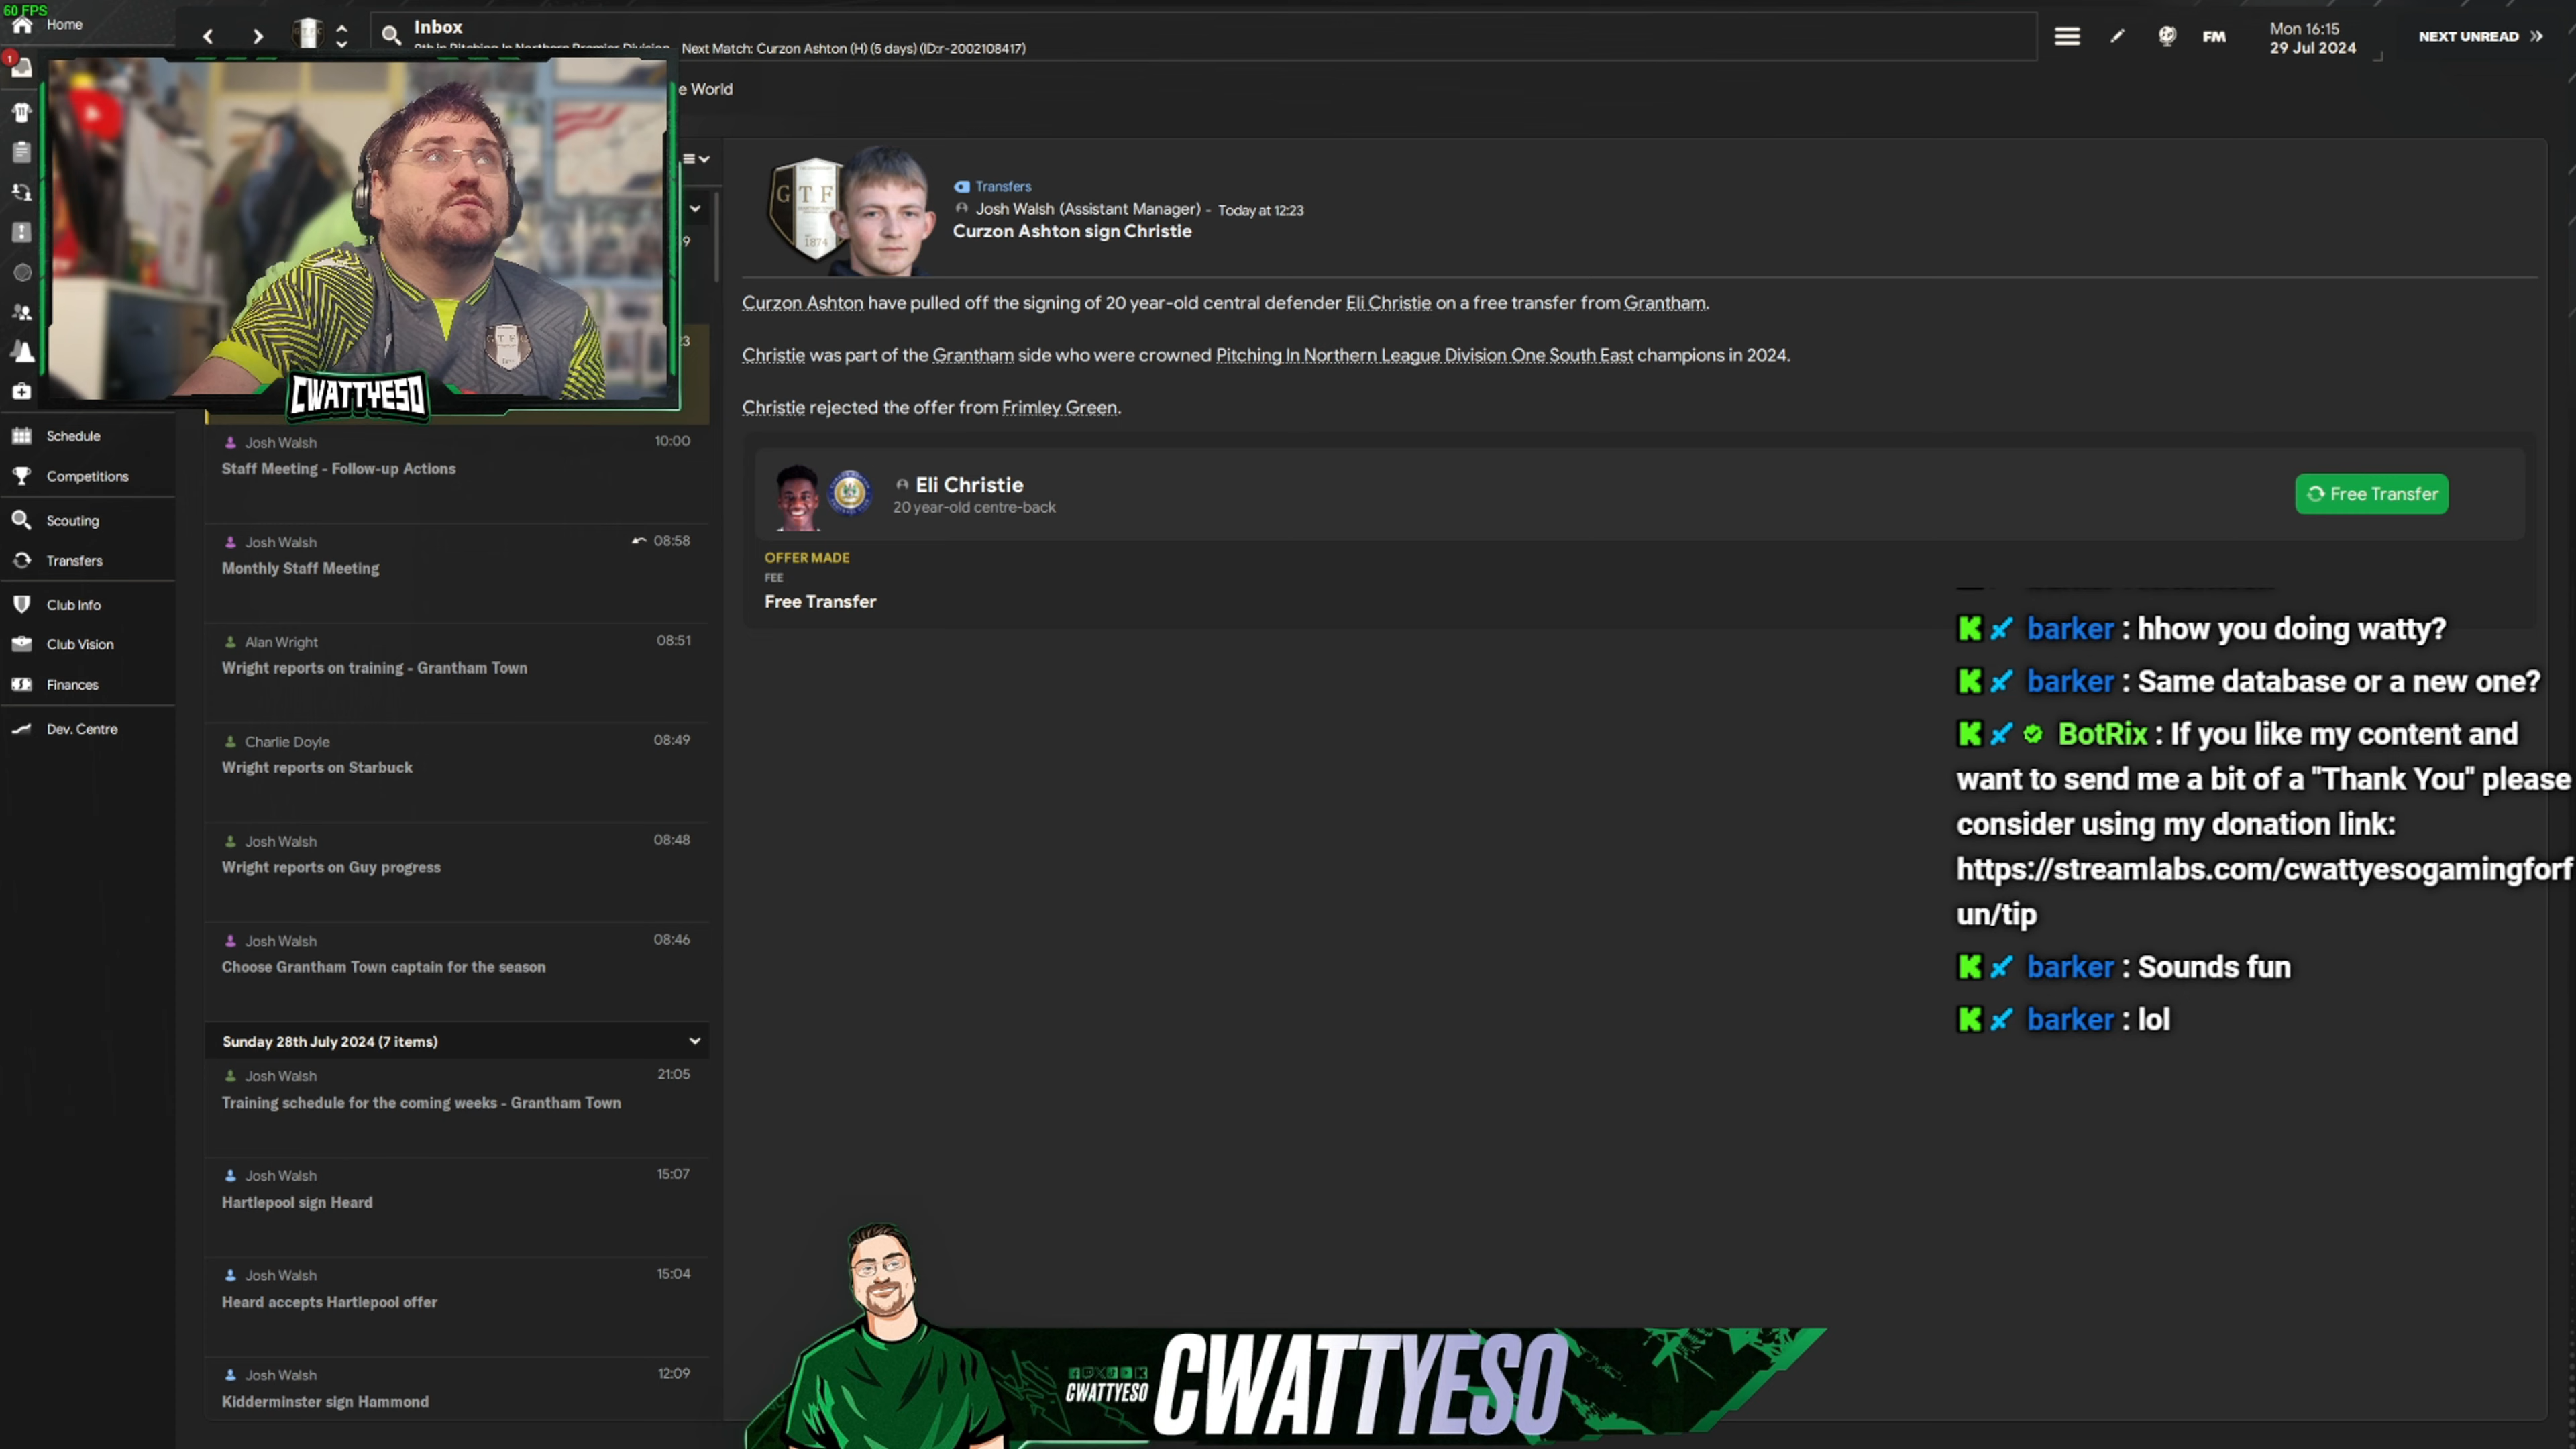 60 FPS
Home
Inbox
Next Match: Curzon Ashton (H) (5 days) (ID:r-2002108417)
FM
Mon 16:15
29 Jul 2024
NEXT UNREAD
1
e World
GTF
1874
Transfers
Josh Walsh (Assistant Manager) - Today at 12:23
Curzon Ashton sign Christie
Curzon Ashton have pulled off the signing of 20 year-old central defender Eli Christie on a free transfer from Grantham.
Christie was part of the Grantham side who were crowned Pitching In Northern League Division One South East champions in 2024.
Christie rejected the offer from Frimley Green.
Eli Christie
20 year-old centre-back
Free Transfer
OFFER MADE
FEE
Free Transfer
CWATTYESO
Schedule
Competitions
Scouting
Transfers
Club Info
Club Vision
Finances
Dev. Centre
Josh Walsh 10:00
Staff Meeting - Follow-up Actions
Josh Walsh 08:58
Monthly Staff Meeting
Alan Wright 08:51
Wright reports on training - Grantham Town
Charlie Doyle 08:49
Wright reports on Starbuck
Josh Walsh 08:48
Wright reports on Guy progress
Josh Walsh 08:46
Choose Grantham Town captain for the season
Sunday 28th July 2024 (7 items)
Josh Walsh 21:05
Training schedule for the coming weeks - Grantham Town
Josh Walsh 15:07
Hartlepool sign Heard
Josh Walsh 15:04
Heard accepts Hartlepool offer
Josh Walsh 12:09
Kidderminster sign Hammond
barker : hhow you doing watty?
barker : Same database or a new one?
BotRix : If you like my content and
want to send me a bit of a "Thank You" please
consider using my donation link:
https://streamlabs.com/cwattyesogamingforf
un/tip
barker : Sounds fun
barker : lol
CWATTYESO
CWATTYESO